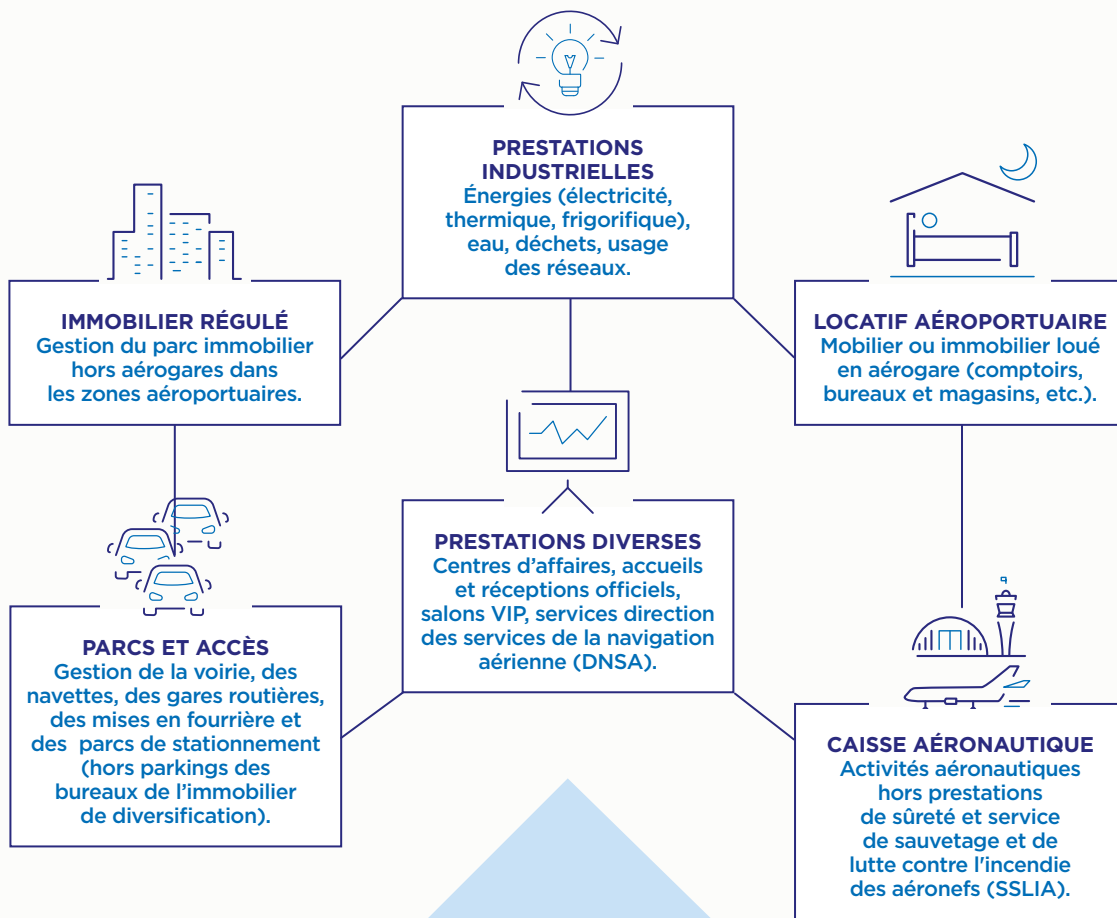 PRESTATIONS
INDUSTRIELLES
Énergies (électricité,
thermique, frigorifique),
eau, déchets, usage
des réseaux.
IMMOBILIER RÉGULÉ
Gestion du parc immobilier
hors aérogares dans
les zones aéroportuaires.
LOCATIF AÉROPORTUAIRE
Mobilier ou immobilier loué
en aérogare (comptoirs,
bureaux et magasins, etc.).
PRESTATIONS DIVERSES
Centres d’affaires, accueils
et réceptions officiels,
salons VIP, services direction
des services de la navigation
aérienne (DNSA).
PARCS ET ACCÈS
Gestion de la voirie, des
navettes, des gares routières,
des mises en fourrière et
des parcs de stationnement
(hors parkings des
bureaux de l’immobilier
de diversification).
CAISSE AÉRONAUTIQUE
Activités aéronautiques
hors prestations
de sûreté et service
de sauvetage et de
lutte contre l'incendie
des aéronefs (SSLIA).